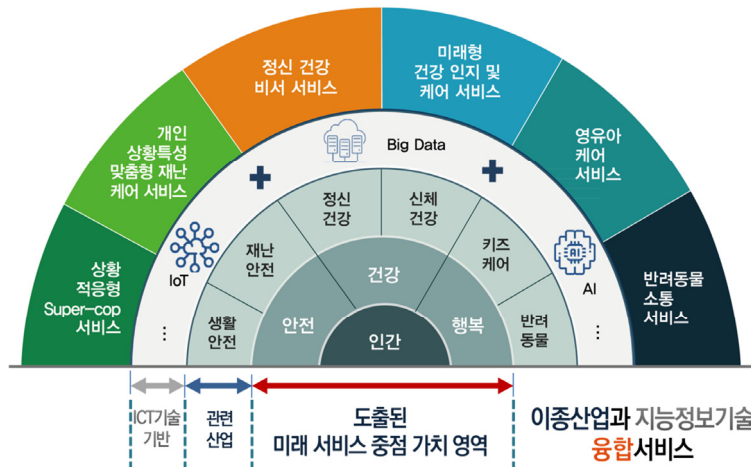 정신 건강
비서 서비스
미래형
건강 인지 및
케어 서비스
개인
상황특성
맞춤형 재난
케어 서비스
영유아
케어
서비스
상황
적응형
Super-cop
서비스
반려동물
소통
서비스
Big Data
IoT
AI
AI
⋮
⋮
정신
건강
신체
건강
재난
안전
키즈
케어
생활
안전
반려
동물
건강
안전
행복
인간
ICT기술
기반
관련
산업
도출된
미래 서비스 중점 가치 영역
이종산업과 지능정보기술
융합서비스